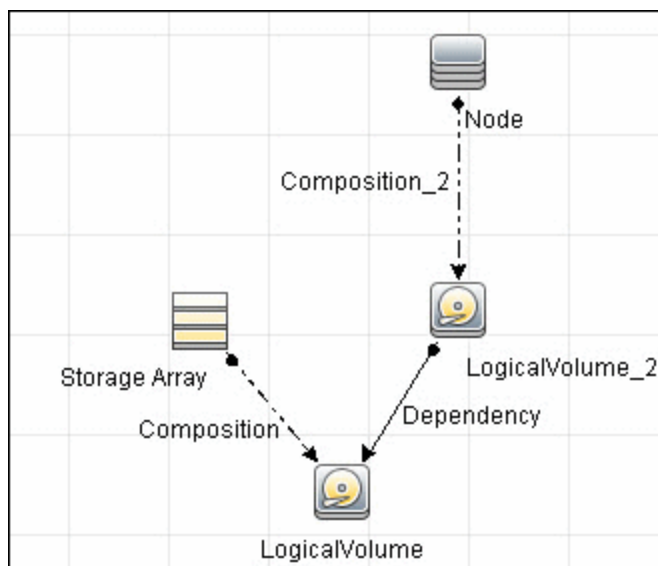 Node
Composition_2
LogicalVolume_2
Storage Array
Dependency
Composition
LogicalVolume